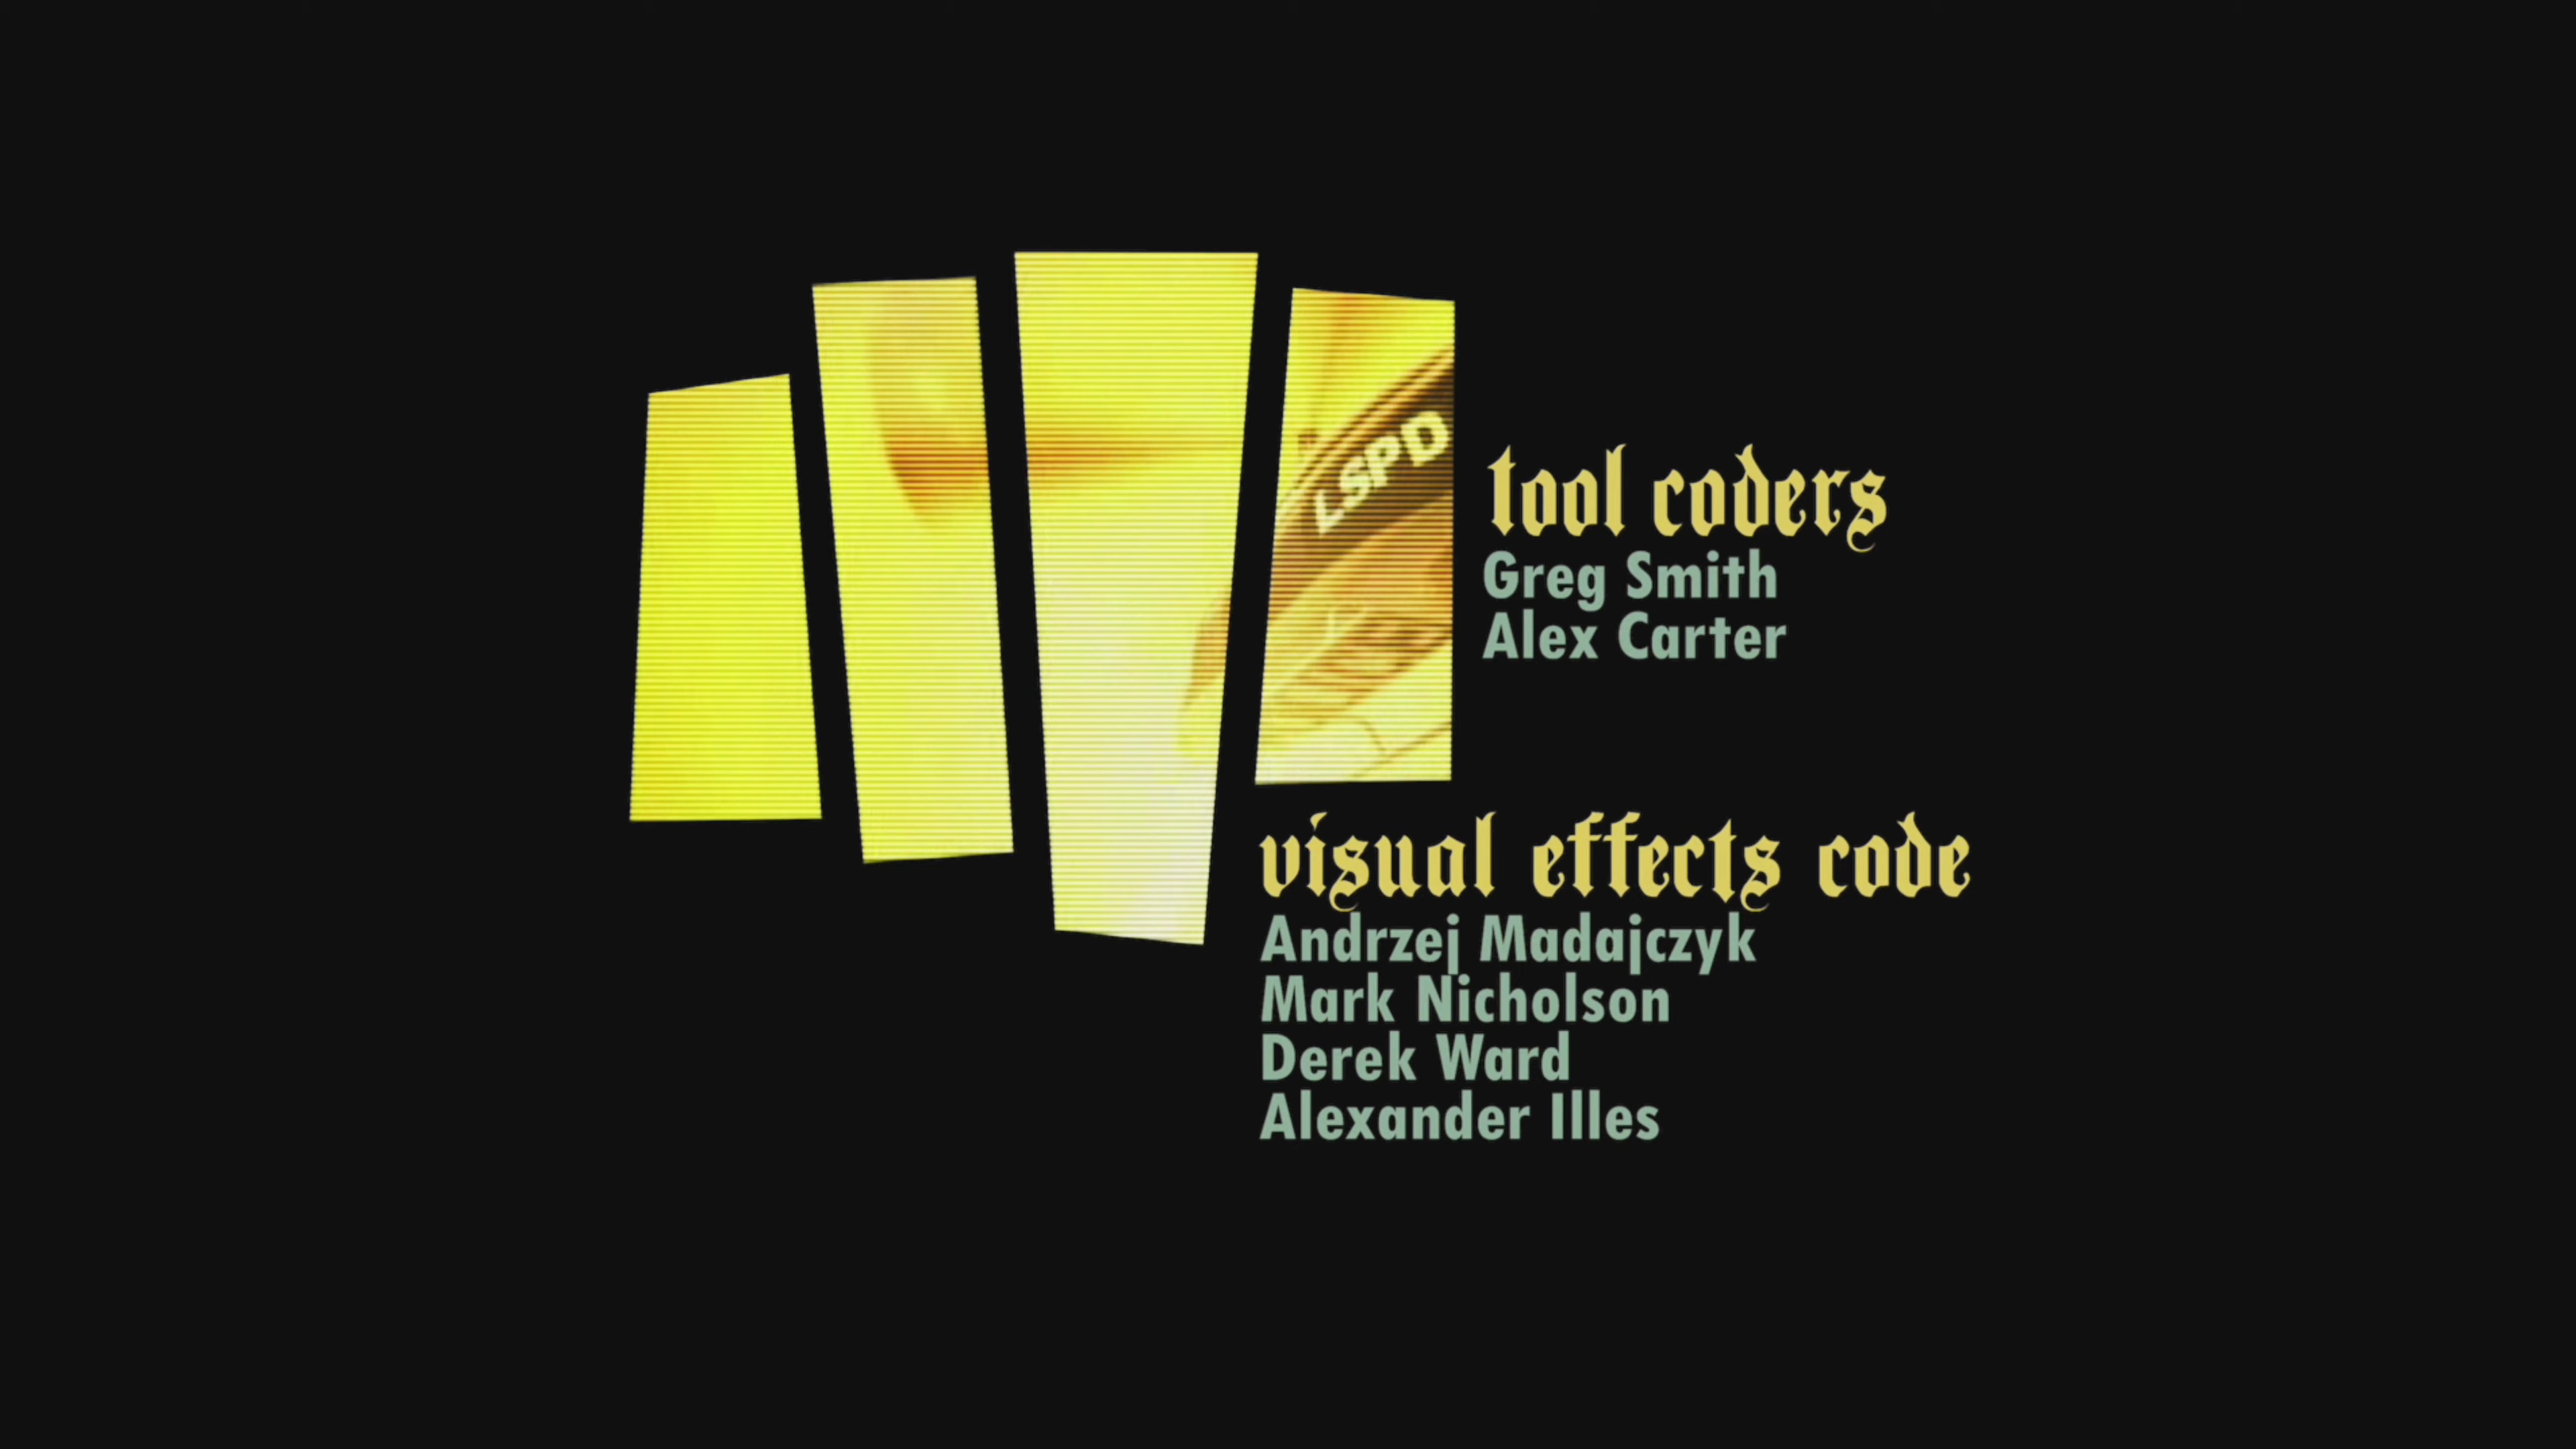 LSPD
tool coders
Greg Smith
Alex Carter
visual effects code
Andrzej Madajczyk
Mark Nicholson
Derek Ward
Alexander Illes